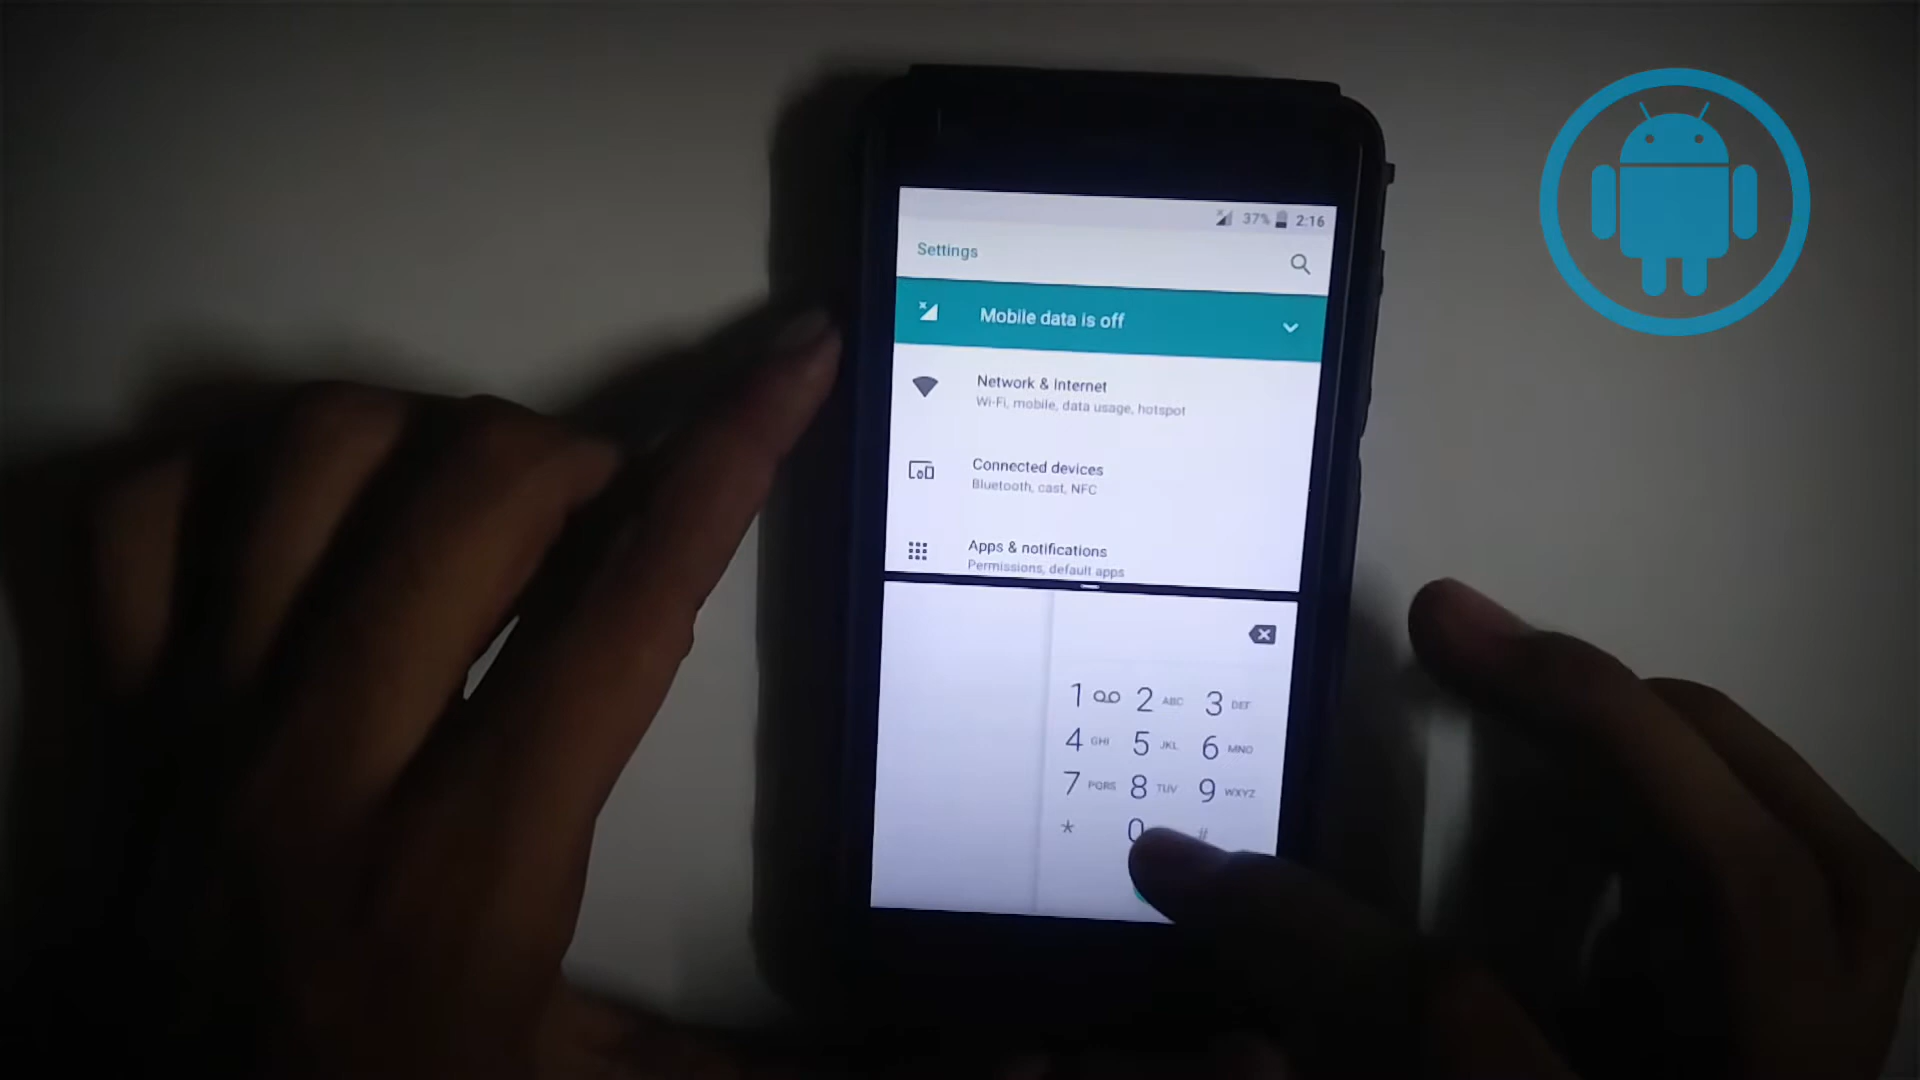 37% 2:16
Settings
Mobile data is off
Network & Internet
Wi-Fi, mobile, data usage, hotspot
Connected devices
Bluetooth, cast, NFC
Apps & notifications
Permissions, default apps
1 2 ABC 3 DEF
4 GHI 5 JKL 6 MNO
7 PQRS 8 TUV 9 WXYZ
* 0 #